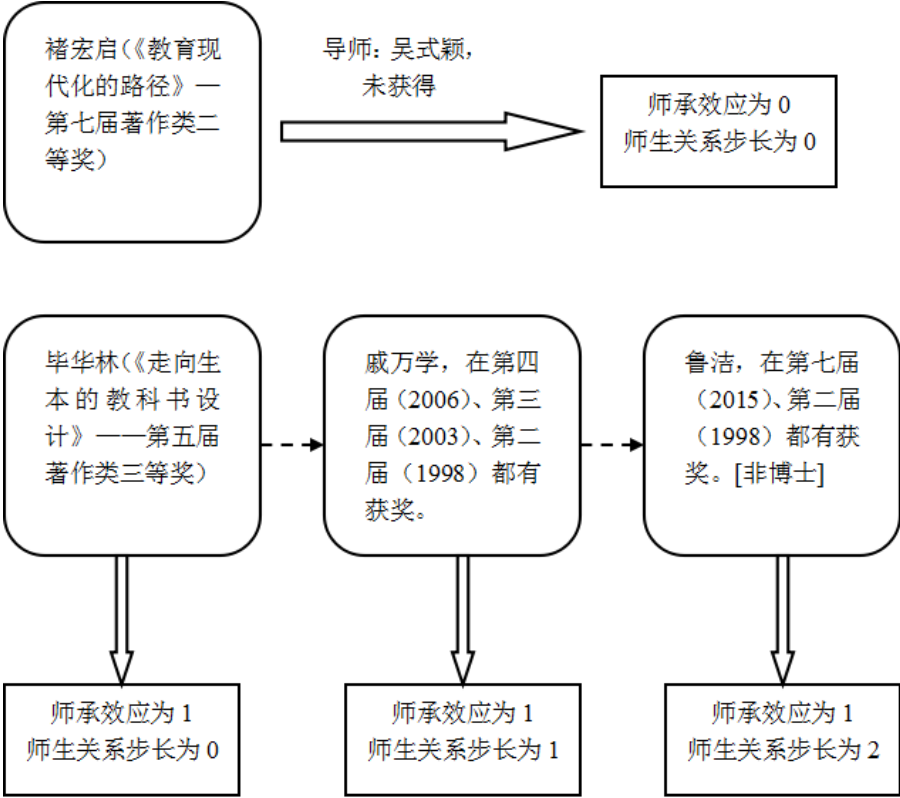 褚宏启(《教育现
代化的路径》—
第七届著作类二
等奖）
导师：吴式颖，
未获得
师承效应为 0
师生关系步长为 0
毕华林(《走向生
本的教科书设
计》——第五届
著作类三等奖）
戚万学，在第四
届（2006）、第三
届（2003）、第二
届（1998）都有
获奖。
鲁洁，在第七届
（2015）、第二届
（1998）都有获
奖。[非博士]
师承效应为 1
师生关系步长为 0
师承效应为 1
师生关系步长为 1
师承效应为 1
师生关系步长为 2